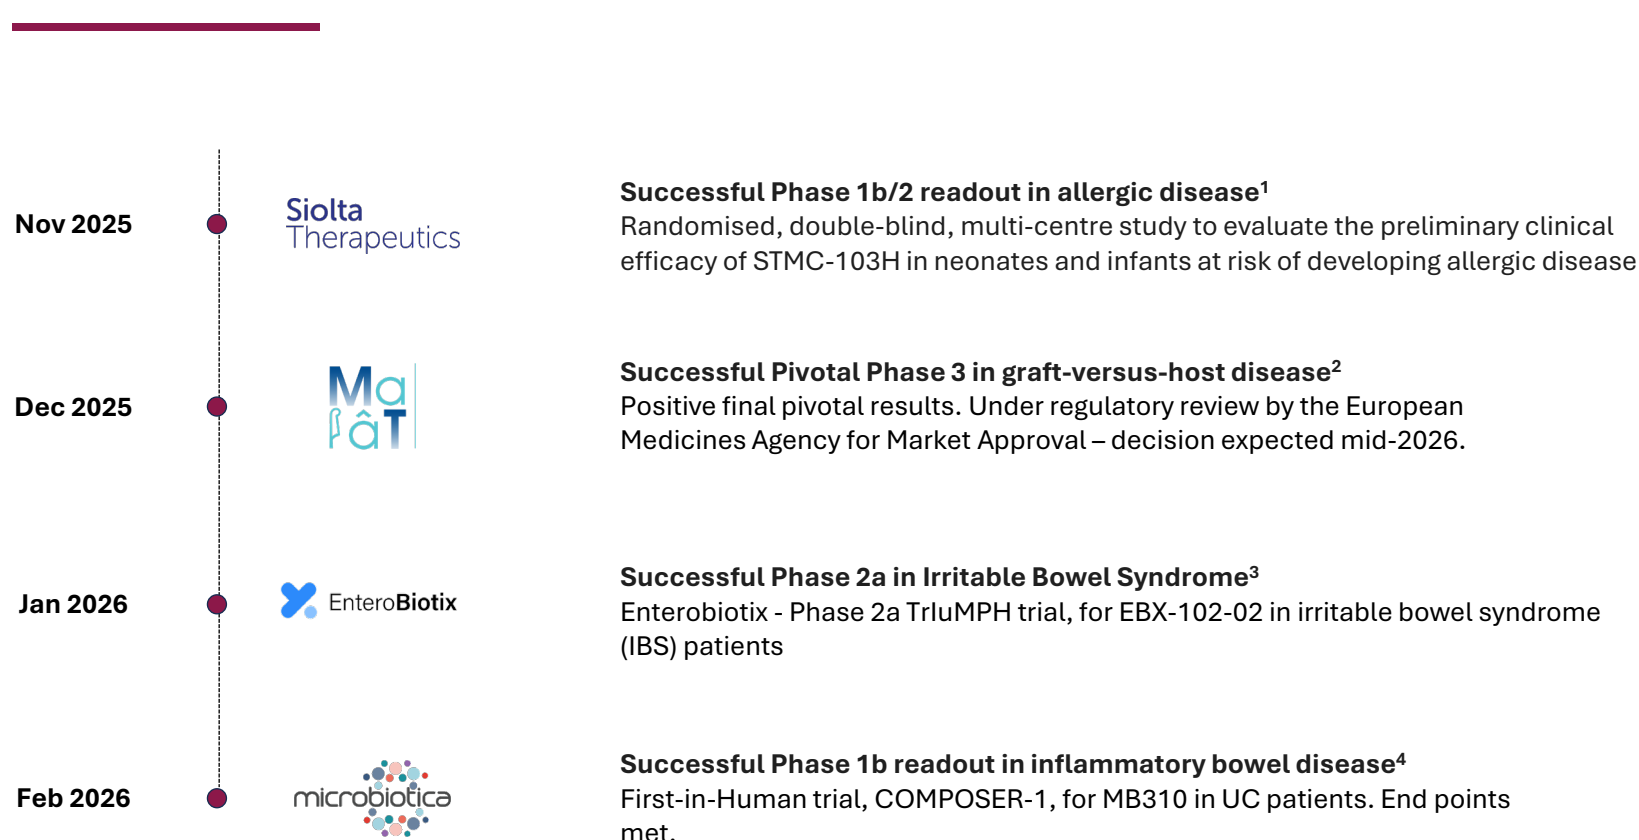 Nov 2025
Siolta
Therapeutics
Successful Phase 1b/2 readout in allergic disease¹
Randomised, double-blind, multi-centre study to evaluate the preliminary clinical
efficacy of STMC-103H in neonates and infants at risk of developing allergic disease
Dec 2025
Ma
âT
Successful Pivotal Phase 3 in graft-versus-host disease²
Positive final pivotal results. Under regulatory review by the European
Medicines Agency for Market Approval – decision expected mid-2026.
Jan 2026
EnteroBiotix
Successful Phase 2a in Irritable Bowel Syndrome³
Enterobiotix - Phase 2a TrIuMPH trial, for EBX-102-02 in irritable bowel syndrome
(IBS) patients
Feb 2026
microbiotica
Successful Phase 1b readout in inflammatory bowel disease⁴
First-in-Human trial, COMPOSER-1, for MB310 in UC patients. End points
met.